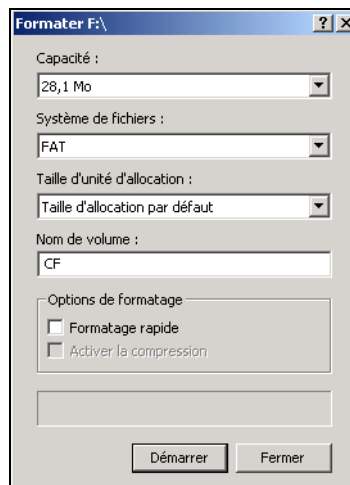 Formater F:\
Capacité :
28,1 Mo
Système de fichiers :
FAT
Taille d'unité d'allocation :
Taille d'allocation par défaut
Nom de volume :
CF
Options de formatage
Formatage rapide
Activer la compression
Démarrer Fermer